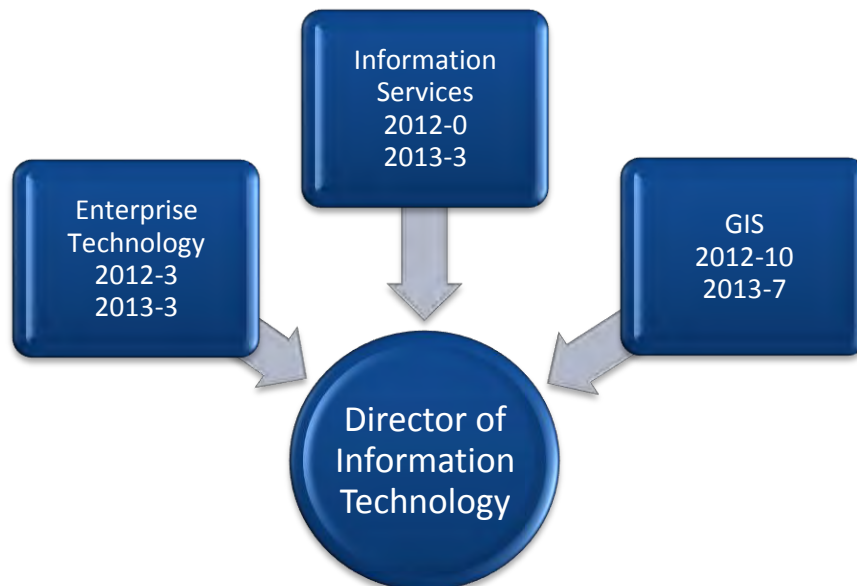 Information
Services
2012-0
2013-3
Enterprise
Technology
2012-3
2013-3
GIS
2012-10
2013-7
Director of
Information
Technology